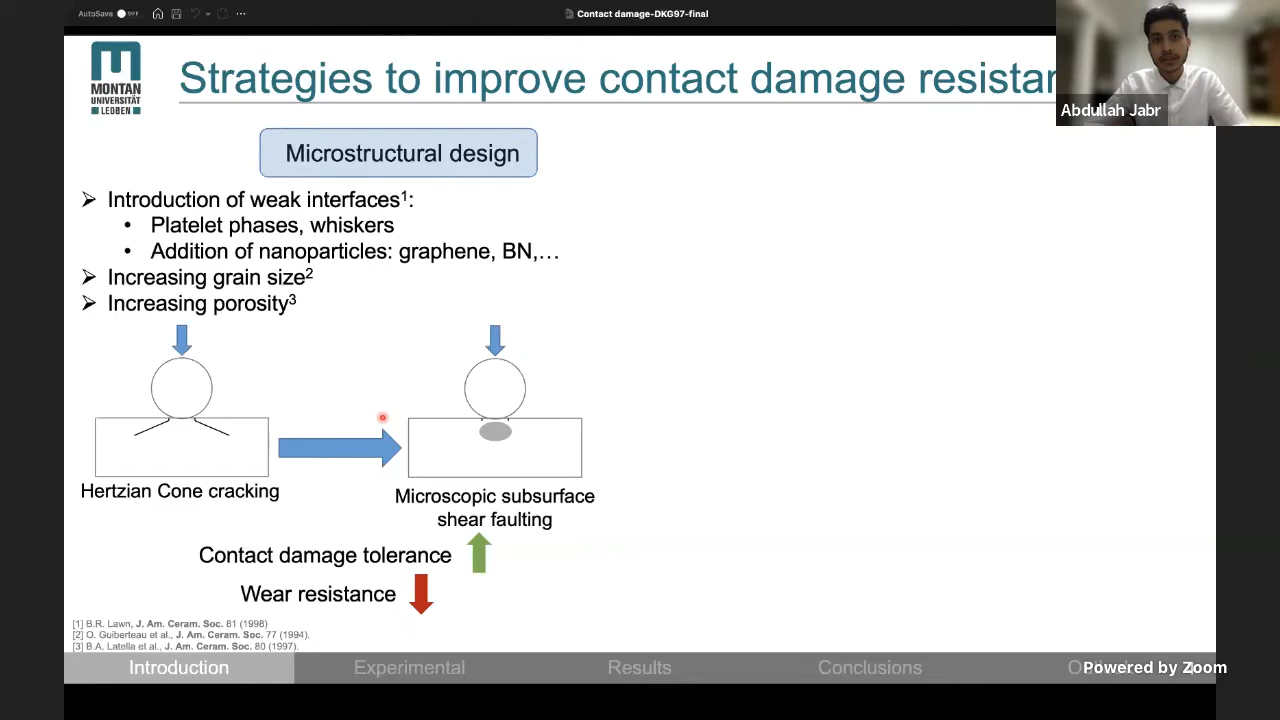 AutoSave OFF
Contact damage-DKG97-final
MONTAN
UNIVERSITÄT
LEOBEN
Strategies to improve contact damage resistan
Abdullah Jabr
Microstructural design
➢ Introduction of weak interfaces¹:
• Platelet phases, whiskers
• Addition of nanoparticles: graphene, BN,…
➢ Increasing grain size²
➢ Increasing porosity³
Hertzian Cone cracking
Microscopic subsurface
shear faulting
Contact damage tolerance
Wear resistance
[1] B.R. Lawn, J. Am. Ceram. Soc. 81 (1998)
[2] O. Guiberteau et al., J. Am. Ceram. Soc. 77 (1994).
[3] B.A. Latella et al., J. Am. Ceram. Soc. 80 (1997).
Introduction Experimental Results Conclusions
Powered by Zoom